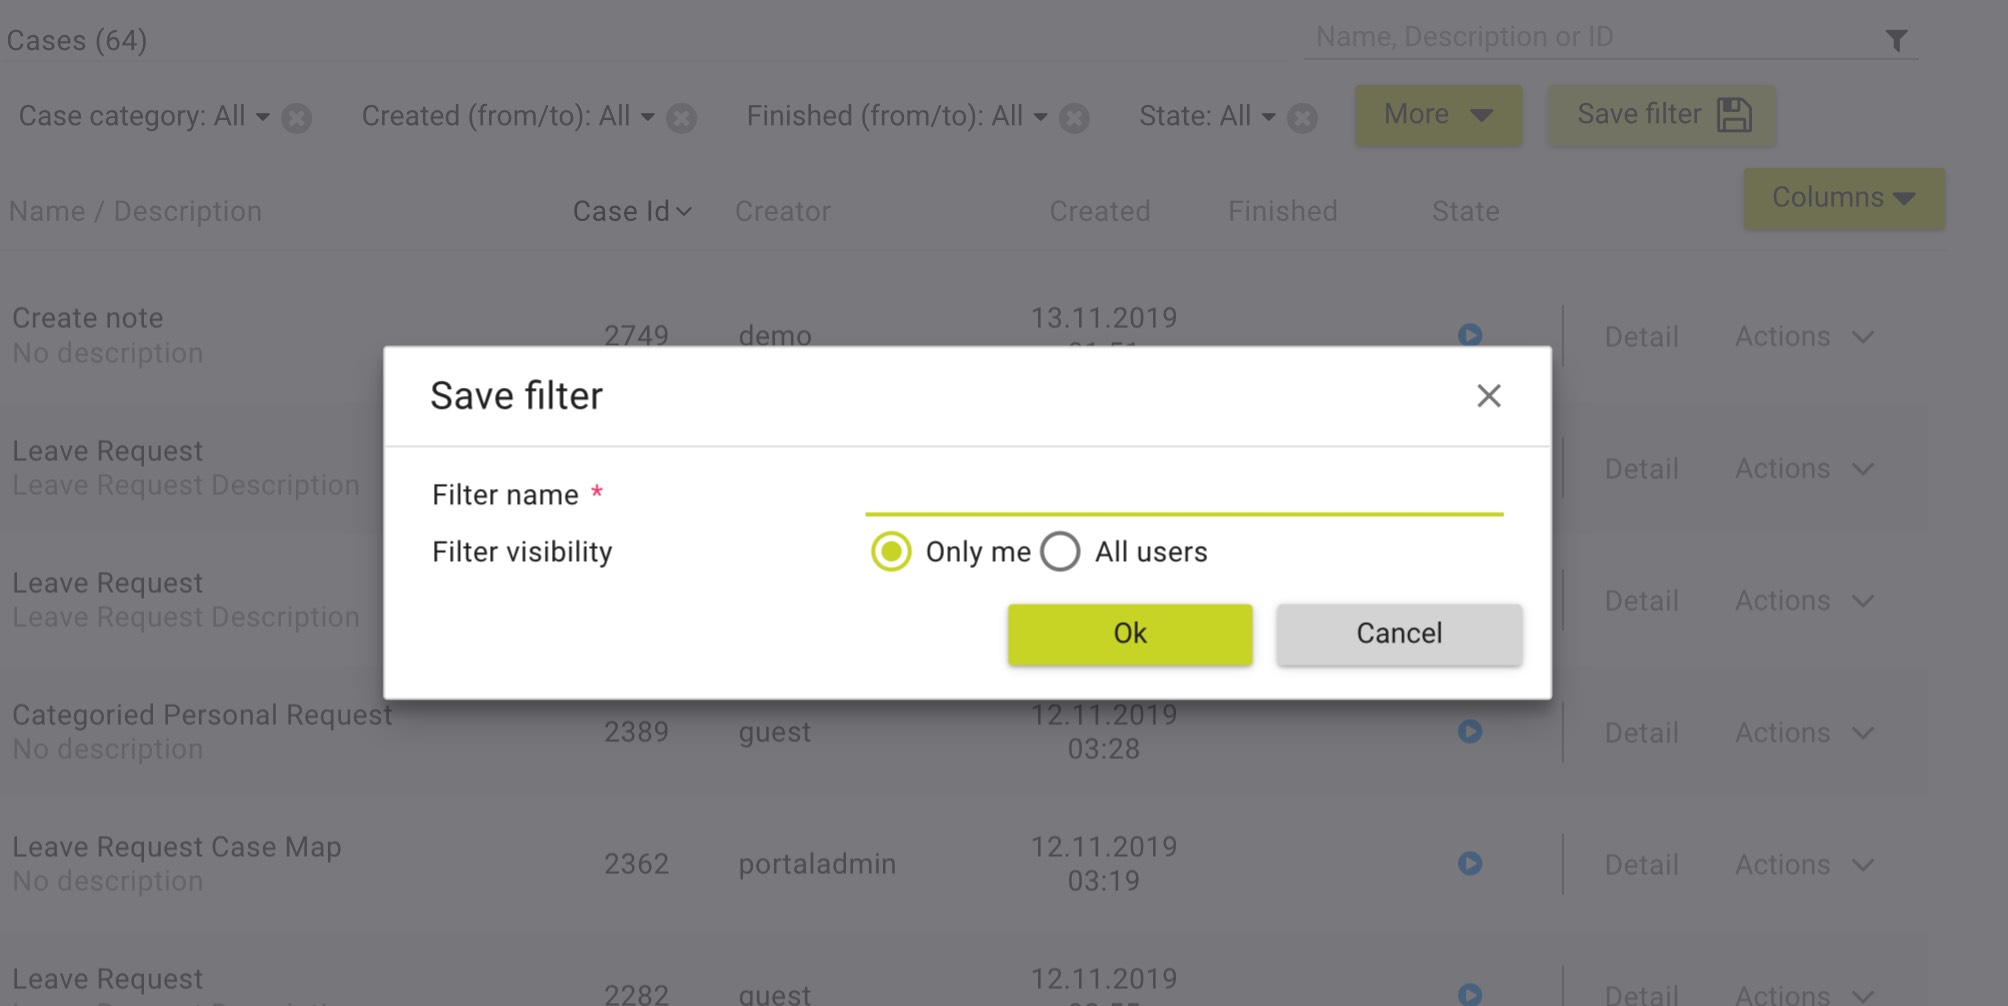 Cases (64)
Name, Description or ID
Case category: All
Created (from/to): All
Finished (from/to): All
State: All
More
Save filter
Name / Description
Case Id
Creator
Created
Finished
State
Columns
Create note
No description
2749
demo
13.11.2019
Detail
Actions
Save filter
Filter name *
Filter visibility
Only me
All users
Ok
Cancel
Leave Request
Leave Request Description
Detail
Actions
Leave Request
Leave Request Description
Detail
Actions
Categoried Personal Request
No description
2389
guest
12.11.2019
03:28
Detail
Actions
Leave Request Case Map
No description
2362
portaladmin
12.11.2019
03:19
Detail
Actions
Leave Request
2282
guest
12.11.2019
Detail
Actions